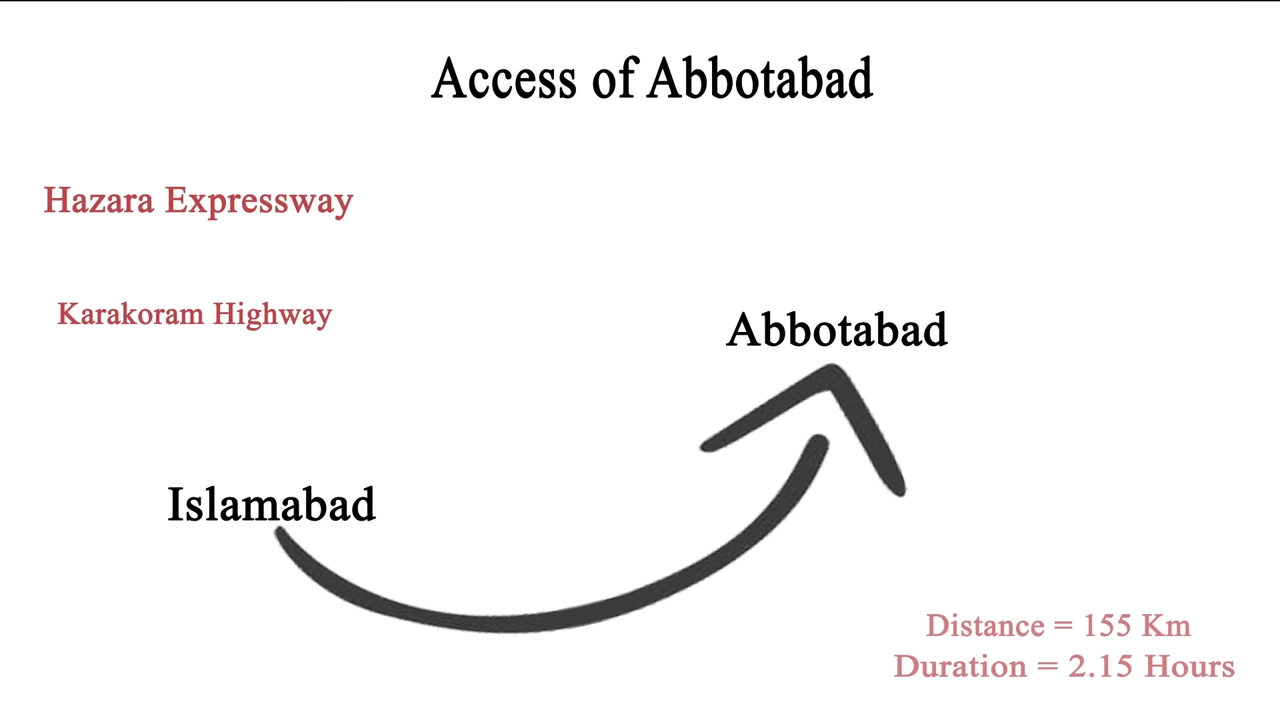 Access of Abbotabad
Hazara Expressway
Karakoram Highway
Abbotabad
Islamabad
Distance = 155 Km
Duration = 2.15 Hours